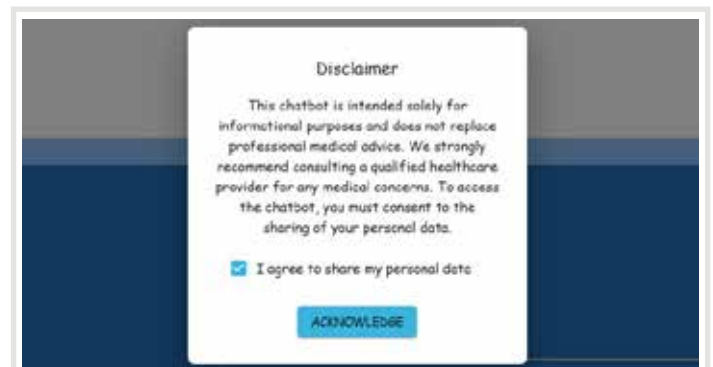 Disclaimer
This chatbot is intended solely for
informational purposes and does not replace
professional medical advice. We strongly
recommend consulting a qualified healthcare
provider for any medical concerns. To access
the chatbot, you must consent to the
sharing of your personal data.
I agree to share my personal data
ACKNOWLEDGE